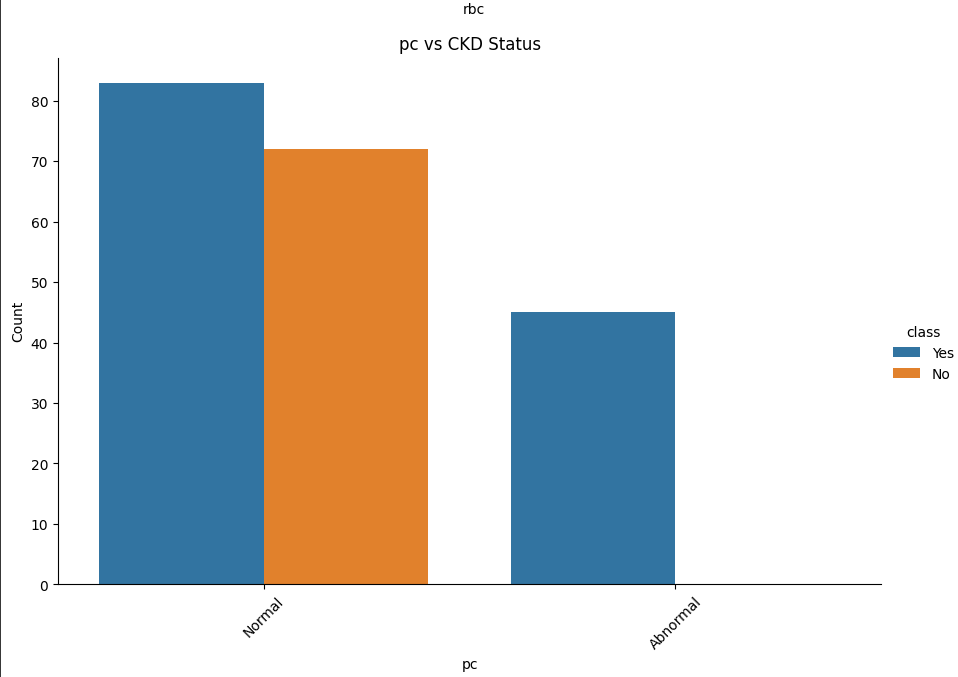 rbc
pc vs CKD Status
80
70
60
50
40
30
20
10
0
Count
Normal
Abnormal
pc
class
Yes
No